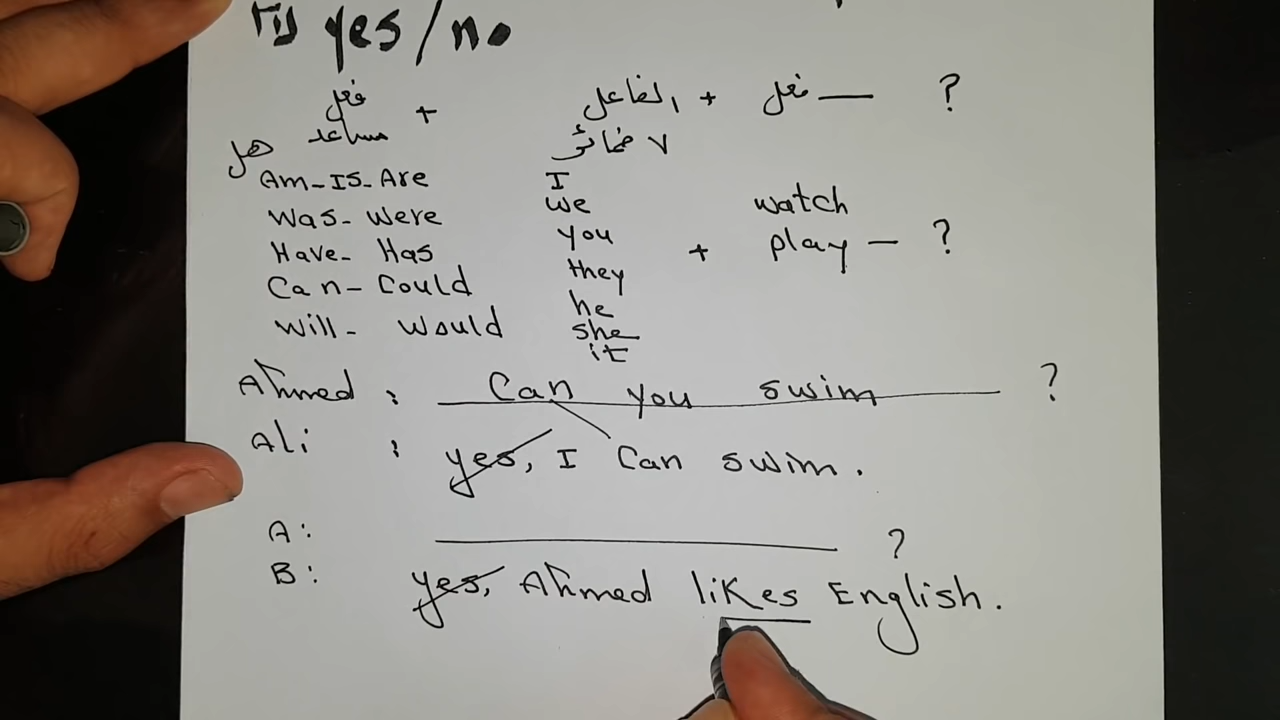 yes/no
فعل + الفاعل + فعل — ?
هل مساعد ٧ ضمائر
Am-Is-Are I
Was-Were we watch
Have-Has you + play — ?
Can-Could they
Will-Would he
she
it
Ahmed : Can you swim ?
Ali : yes, I Can swim.
A: ?
B: yes, Ahmed likes English.